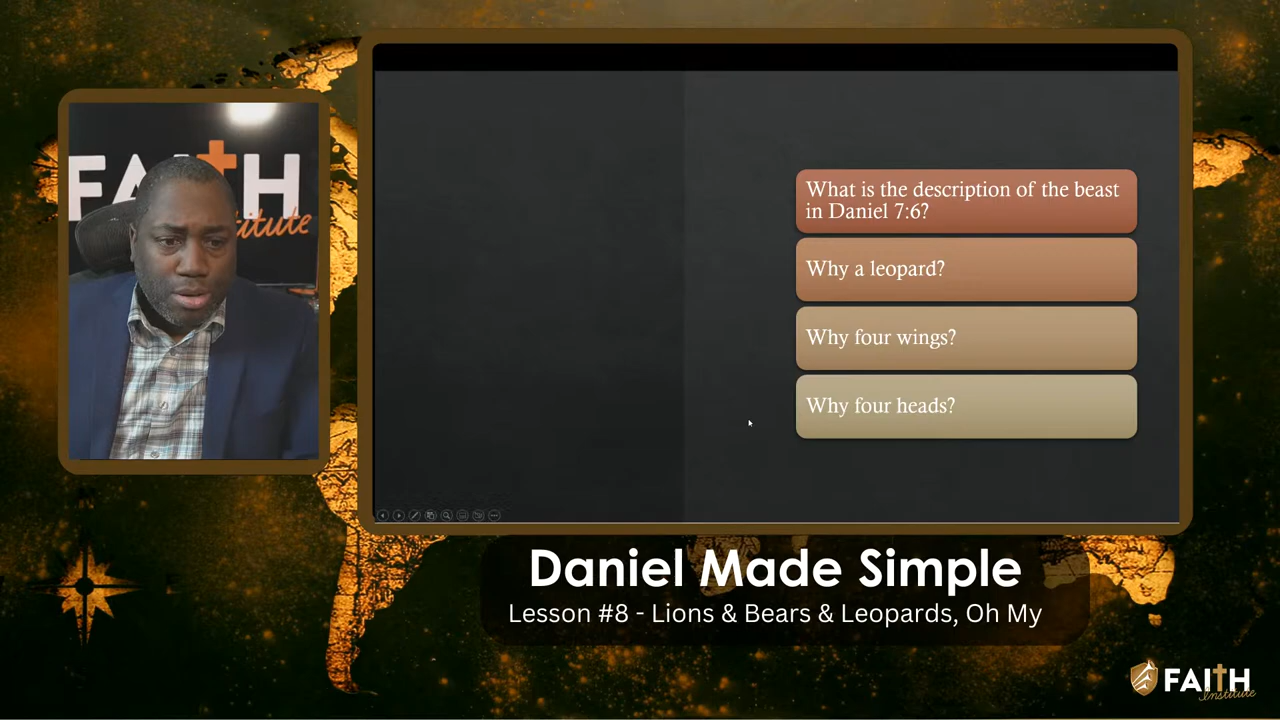 FAITH
Institute
What is the description of the beast
in Daniel 7:6?
Why a leopard?
Why four wings?
Why four heads?
Daniel Made Simple
Lesson #8 - Lions & Bears & Leopards, Oh My
FAITH
Institute